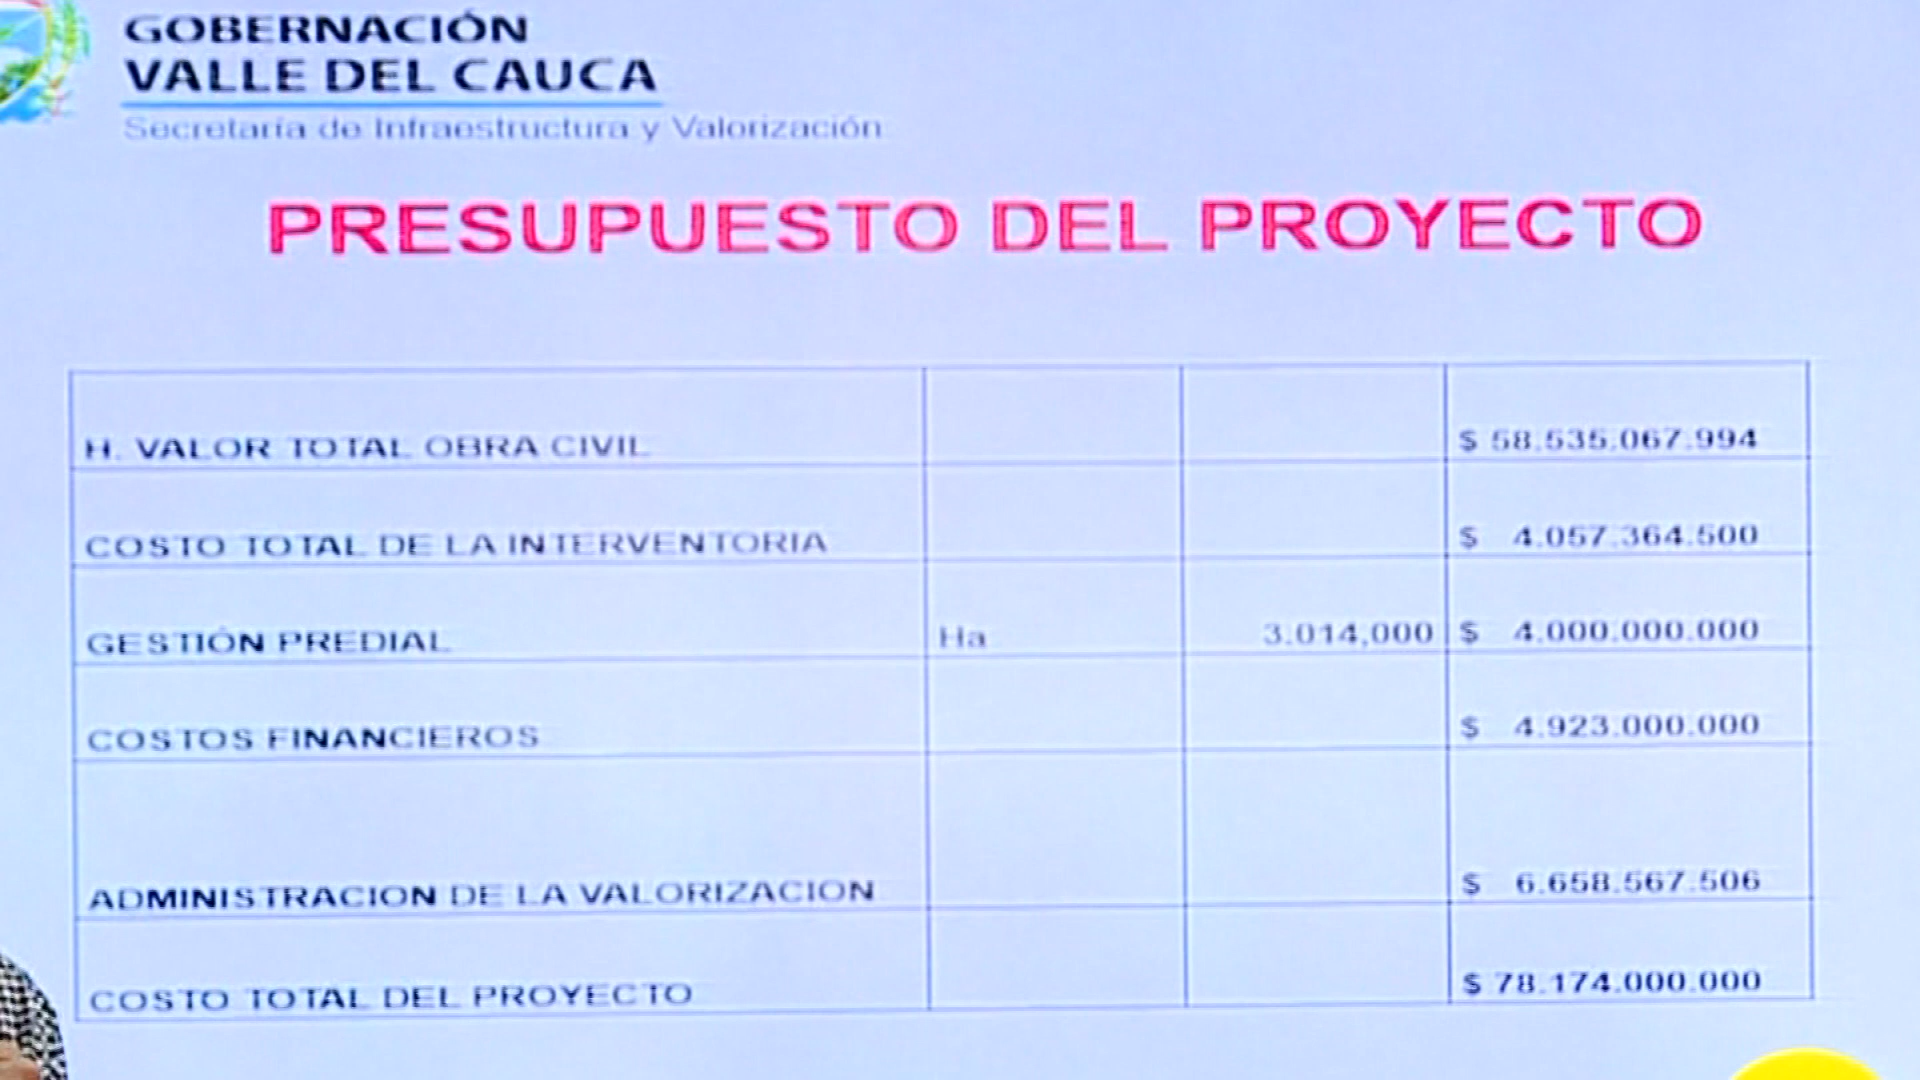 GOBERNACIÓN
VALLE DEL CAUCA
Secretaría de Infraestructura y Valorización
PRESUPUESTO DEL PROYECTO
H. VALOR TOTAL OBRA CIVIL $ 58.535.067.994
COSTO TOTAL DE LA INTERVENTORIA $ 4.057.364.500
GESTIÓN PREDIAL Ha 3.014,000 $ 4.000.000.000
COSTOS FINANCIEROS $ 4.923.000.000
ADMINISTRACION DE LA VALORIZACION $ 6.658.567.506
COSTO TOTAL DEL PROYECTO $ 78.174.000.000